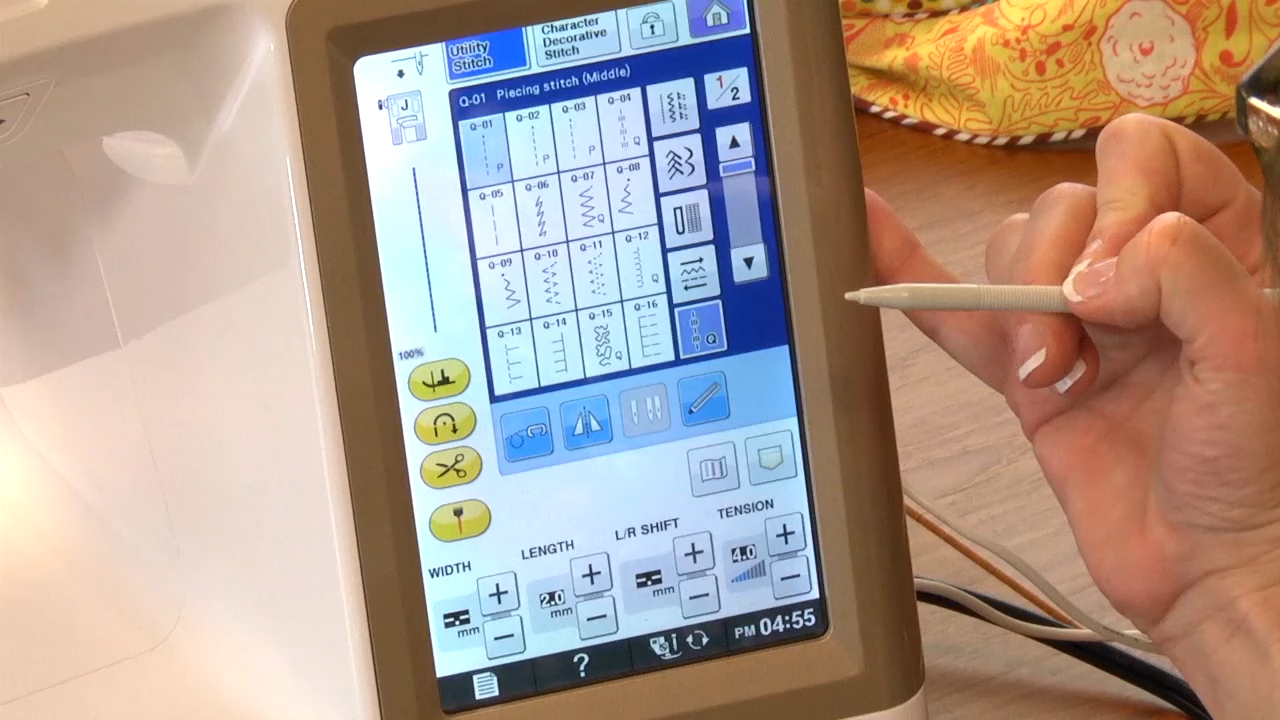 Utility
Stitch
Character
Decorative
Stitch
Q-01 Piecing stitch (Middle)
1/2
J
Q-01 Q-02 Q-03 Q-04
P P P Q
Q-05 Q-06 Q-07 Q-08
Q
Q-09 Q-10 Q-11 Q-12
Q
Q-13 Q-14 Q-15 Q-16
Q
Q
100%
WIDTH LENGTH L/R SHIFT TENSION
mm 2.0 mm mm 4.0
+ + + +
− − − −
? PM 04:55